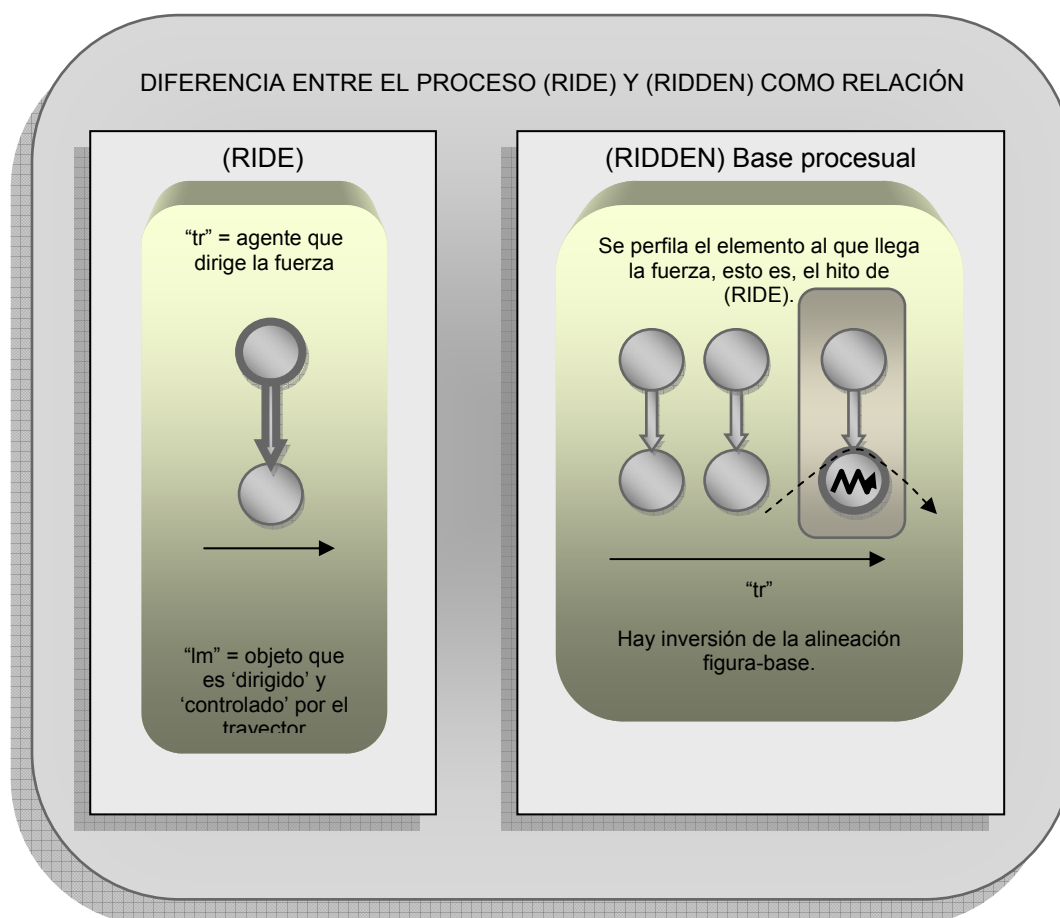 DIFERENCIA ENTRE EL PROCESO (RIDE) Y (RIDDEN) COMO RELACIÓN
(RIDE)
“tr” = agente que
dirige la fuerza
“lm” = objeto que
es ‘dirigido’ y
‘controlado’ por el
trayector
(RIDDEN) Base procesual
Se perfila el elemento al que llega
la fuerza, esto es, el hito de
(RIDE).
“tr”
Hay inversión de la alineación
figura-base.